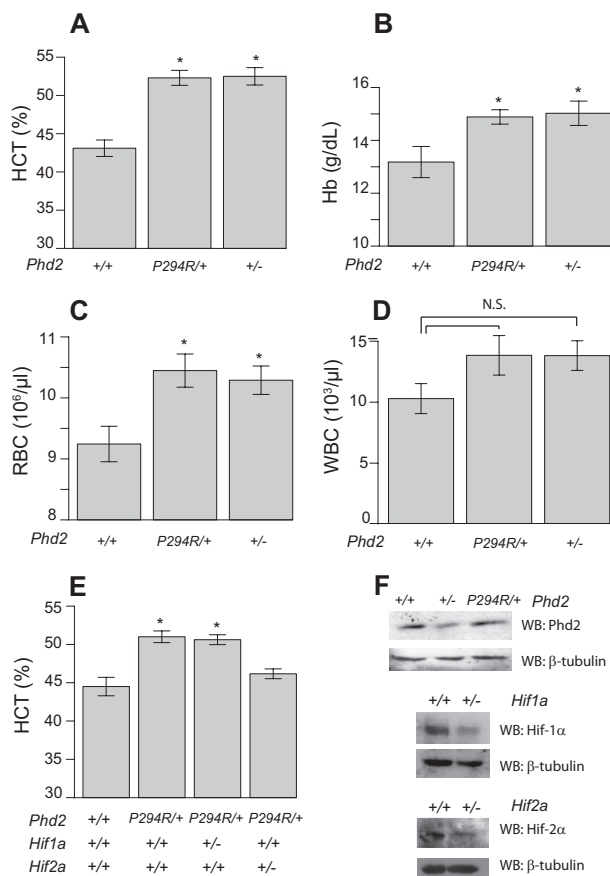 A
HCT (%)
55
50
45
40
35
30
*
*
Phd2 +/+ P294R/+ +/-
B
Hb (g/dL)
16
14
12
10
*
*
+/+ P294R/+ +/-
C
RBC (10⁶/µl)
11
10
9
8
*
*
Phd2 +/+ P294R/+ +/-
D
N.S.
WBC (10³/µl)
15
10
5
0
Phd2 +/+ P294R/+ +/-
E
HCT (%)
55
50
45
40
35
30
*
*
Phd2 +/+ P294R/+ P294R/+ P294R/+
Hif1a +/+ +/+ +/- +/+
Hif2a +/+ +/+ +/+ +/-
F
+/+ +/- P294R/+ Phd2
WB: Phd2
WB: β-tubulin
+/+ +/- Hif1a
WB: Hif-1α
WB: β-tubulin
+/+ +/- Hif2a
WB: Hif-2α
WB: β-tubulin